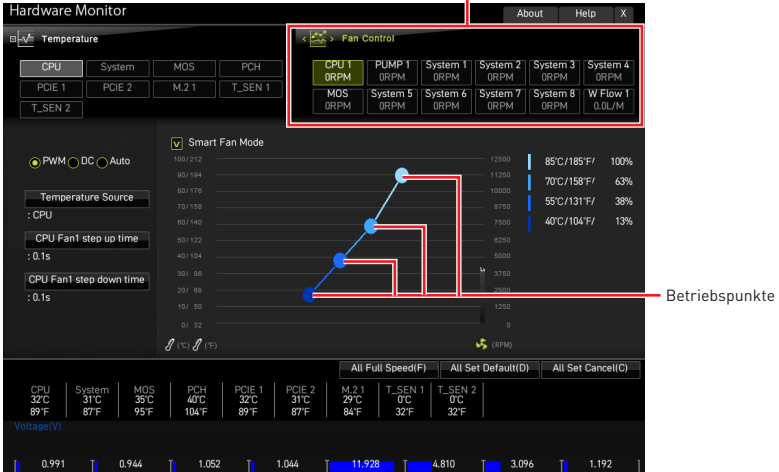 Hardware Monitor
About Help X
Temperature
Fan Control
CPU System MOS PCH
PCIE 1 PCIE 2 M.2 1 T_SEN 1
T_SEN 2
CPU 1 PUMP 1 System 1 System 2 System 3 System 4
0RPM 0RPM 0RPM 0RPM 0RPM 0RPM
MOS System 5 System 6 System 7 System 8 W Flow 1
0RPM 0RPM 0RPM 0RPM 0RPM 0.0L/M
PWM DC Auto
Temperature Source
: CPU
CPU Fan1 step up time
: 0.1s
CPU Fan1 step down time
: 0.1s
Smart Fan Mode
100/212 12500
90/194 11250
80/176 10000
70/158 8750
60/140 7500
50/122 6250
40/104 5000
30/ 86 3750
20/ 68 2500
10/ 50 1250
0/ 32 0
(°C) (°F) (RPM)
85°C/185°F/ 100%
70°C/158°F/ 63%
55°C/131°F/ 38%
40°C/104°F/ 13%
Betriebspunkte
All Full Speed(F) All Set Default(D) All Set Cancel(C)
CPU System MOS PCH PCIE 1 PCIE 2 M.2 1 T_SEN 1 T_SEN 2
32°C 31°C 35°C 40°C 32°C 31°C 29°C 0°C 0°C
89°F 87°F 95°F 104°F 89°F 87°F 84°F 32°F 32°F
Voltage(V)
0.991 0.944 1.052 1.044 11.928 4.810 3.096 1.192